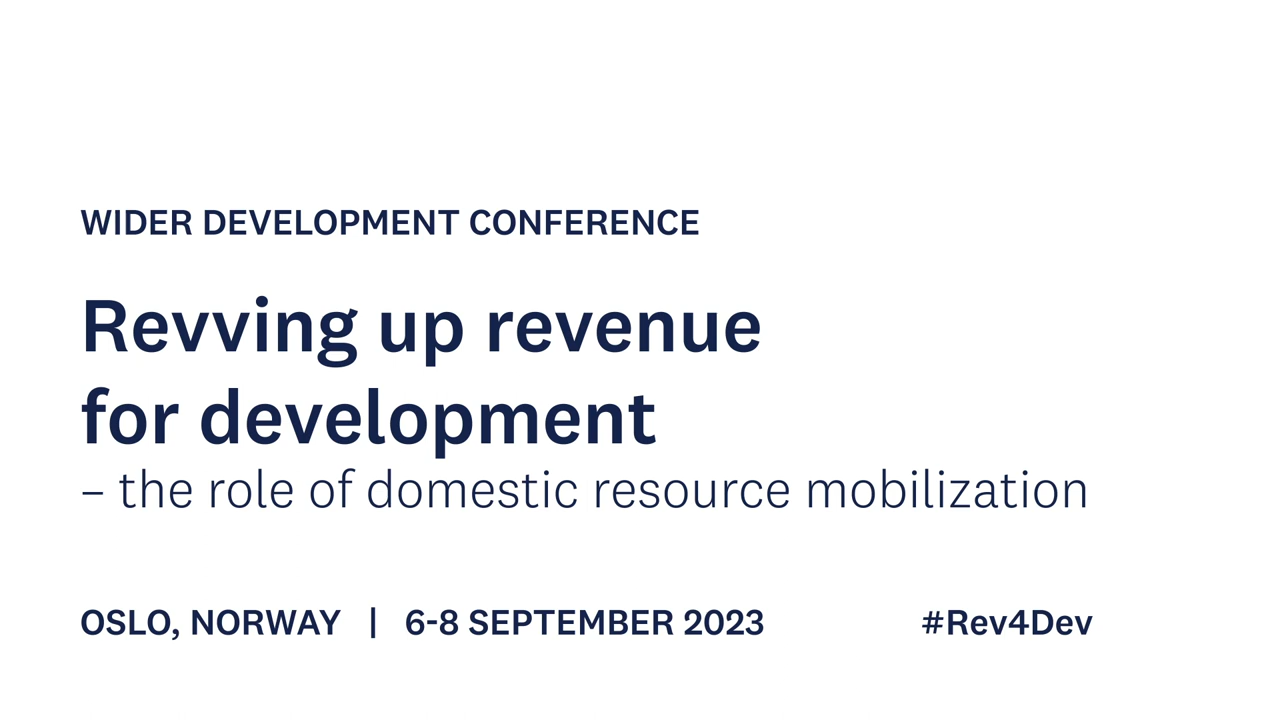 WIDER DEVELOPMENT CONFERENCE
Revving up revenue
for development
– the role of domestic resource mobilization
OSLO, NORWAY | 6-8 SEPTEMBER 2023 #Rev4Dev